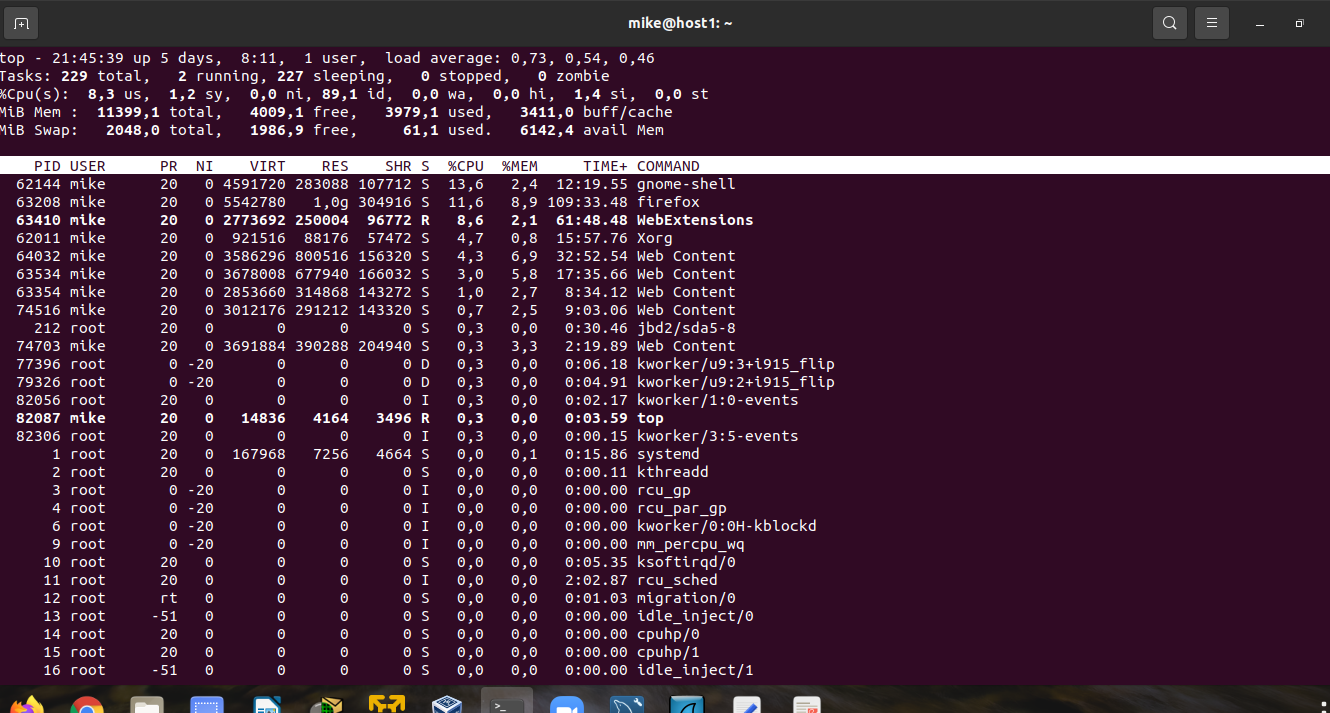 mike@host1: ~
top - 21:45:39 up 5 days,  8:11,  1 user,  load average: 0,73, 0,54, 0,46
Tasks: 229 total,   2 running, 227 sleeping,   0 stopped,   0 zombie
%Cpu(s):  8,3 us,  1,2 sy,  0,0 ni, 89,1 id,  0,0 wa,  0,0 hi,  1,4 si,  0,0 st
MiB Mem :  11399,1 total,   4009,1 free,   3979,1 used,   3411,0 buff/cache
MiB Swap:   2048,0 total,   1986,9 free,     61,1 used.   6142,4 avail Mem
PID USER      PR  NI    VIRT    RES    SHR S  %CPU  %MEM     TIME+ COMMAND
62144 mike      20   0 4591720 283088 107712 S  13,6   2,4  12:19.55 gnome-shell
63208 mike      20   0 5542780   1,0g 304916 S  11,6   8,9 109:33.48 firefox
63410 mike      20   0 2773692 250004  96772 R   8,6   2,1  61:48.48 WebExtensions
62011 mike      20   0  921516  88176  57472 S   4,7   0,8  15:57.76 Xorg
64032 mike      20   0 3586296 800516 156320 S   4,3   6,9  32:52.54 Web Content
63534 mike      20   0 3678008 677940 166032 S   3,0   5,8  17:35.66 Web Content
63354 mike      20   0 2853660 314868 143272 S   1,0   2,7   8:34.12 Web Content
74516 mike      20   0 3012176 291212 143320 S   0,7   2,5   9:03.06 Web Content
212 root      20   0       0      0      0 S   0,3   0,0   0:30.46 jbd2/sda5-8
74703 mike      20   0 3691884 390288 204940 S   0,3   3,3   2:19.89 Web Content
77396 root       0 -20       0      0      0 D   0,3   0,0   0:06.18 kworker/u9:3+i915_flip
79326 root       0 -20       0      0      0 D   0,3   0,0   0:04.91 kworker/u9:2+i915_flip
82056 root      20   0       0      0      0 I   0,3   0,0   0:02.17 kworker/1:0-events
82087 mike      20   0   14836   4164   3496 R   0,3   0,0   0:03.59 top
82306 root      20   0       0      0      0 I   0,3   0,0   0:00.15 kworker/3:5-events
1 root      20   0  167968   7256   4664 S   0,0   0,1   0:15.86 systemd
2 root      20   0       0      0      0 S   0,0   0,0   0:00.11 kthreadd
3 root       0 -20       0      0      0 I   0,0   0,0   0:00.00 rcu_gp
4 root       0 -20       0      0      0 I   0,0   0,0   0:00.00 rcu_par_gp
6 root       0 -20       0      0      0 I   0,0   0,0   0:00.00 kworker/0:0H-kblockd
9 root       0 -20       0      0      0 I   0,0   0,0   0:00.00 mm_percpu_wq
10 root      20   0       0      0      0 S   0,0   0,0   0:05.35 ksoftirqd/0
11 root      20   0       0      0      0 I   0,0   0,0   2:02.87 rcu_sched
12 root      rt   0       0      0      0 S   0,0   0,0   0:01.03 migration/0
13 root     -51   0       0      0      0 S   0,0   0,0   0:00.00 idle_inject/0
14 root      20   0       0      0      0 S   0,0   0,0   0:00.00 cpuhp/0
15 root      20   0       0      0      0 S   0,0   0,0   0:00.00 cpuhp/1
16 root     -51   0       0      0      0 S   0,0   0,0   0:00.00 idle_inject/1